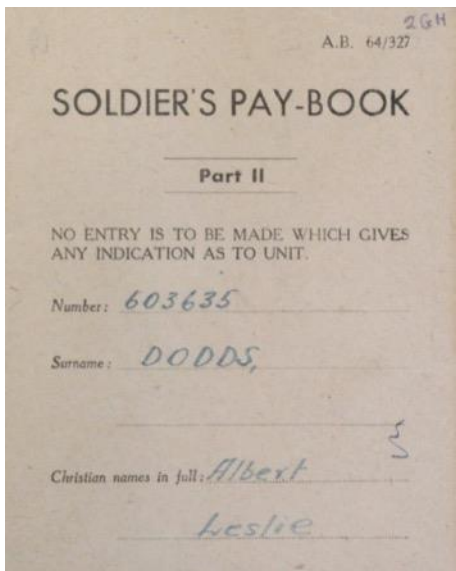 2GH
A.B. 64/327
SOLDIER'S PAY-BOOK
Part II
NO ENTRY IS TO BE MADE WHICH GIVES
ANY INDICATION AS TO UNIT.
Number: 603635
Surname: DODDS,
Christian names in full: Albert
Leslie